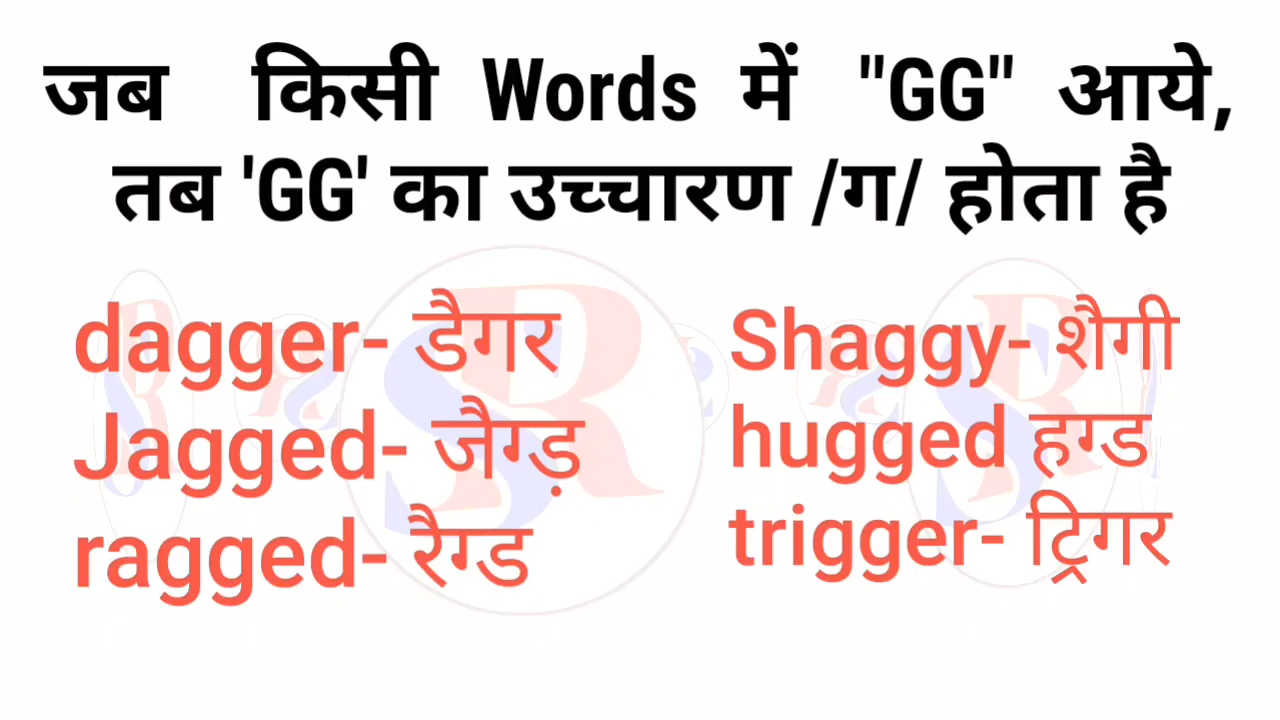 जब किसी Words में "GG" आये,
तब 'GG' का उच्चारण /ग/ होता है
dagger- डैगर
Jagged- जैग्ड़
ragged- रैग्ड
Shaggy- शैगी
hugged हग्ड
trigger- ट्रिगर